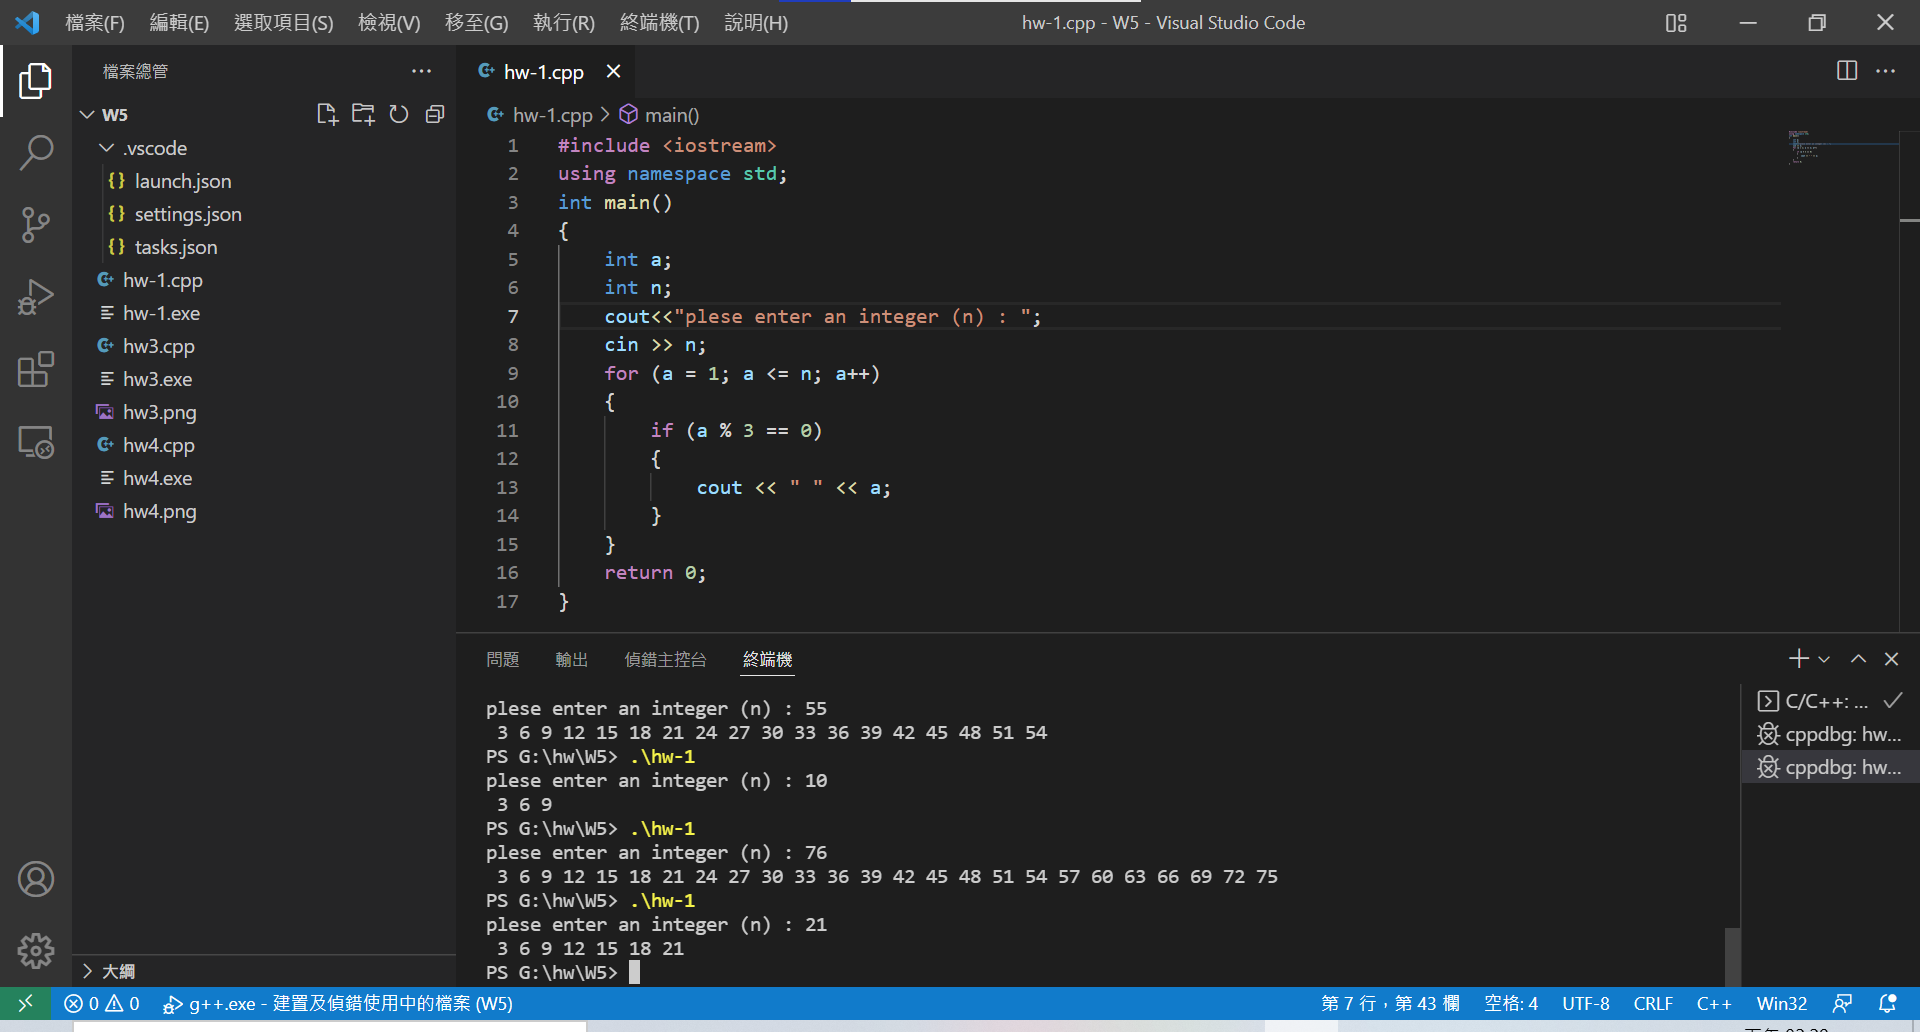 檔案(F) 編輯(E) 選取項目(S) 檢視(V) 移至(G) 執行(R) 終端機(T) 說明(H) hw-1.cpp - W5 - Visual Studio Code
檔案總管
W5
.vscode
{} launch.json
{} settings.json
{} tasks.json
hw-1.cpp
hw-1.exe
hw3.cpp
hw3.exe
hw3.png
hw4.cpp
hw4.exe
hw4.png
大綱
hw-1.cpp
hw-1.cpp > main()
1 #include <iostream>
2 using namespace std;
3 int main()
4 {
5 int a;
6 int n;
7 cout<<"plese enter an integer (n) : ";
8 cin >> n;
9 for (a = 1; a <= n; a++)
10 {
11 if (a % 3 == 0)
12 {
13 cout << " " << a;
14 }
15 }
16 return 0;
17 }
問題 輸出 偵錯主控台 終端機
plese enter an integer (n) : 55
3 6 9 12 15 18 21 24 27 30 33 36 39 42 45 48 51 54
PS G:\hw\W5> .\hw-1
plese enter an integer (n) : 10
3 6 9
PS G:\hw\W5> .\hw-1
plese enter an integer (n) : 76
3 6 9 12 15 18 21 24 27 30 33 36 39 42 45 48 51 54 57 60 63 66 69 72 75
PS G:\hw\W5> .\hw-1
plese enter an integer (n) : 21
3 6 9 12 15 18 21
PS G:\hw\W5>
C/C++: ...
cppdbg: hw...
cppdbg: hw...
0 0 g++.exe - 建置及偵錯使用中的檔案 (W5) 第 7 行，第 43 欄 空格: 4 UTF-8 CRLF C++ Win32